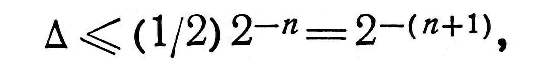 Δ ⩽ (1/2) 2⁻ⁿ = 2⁻⁽ⁿ⁺¹⁾,